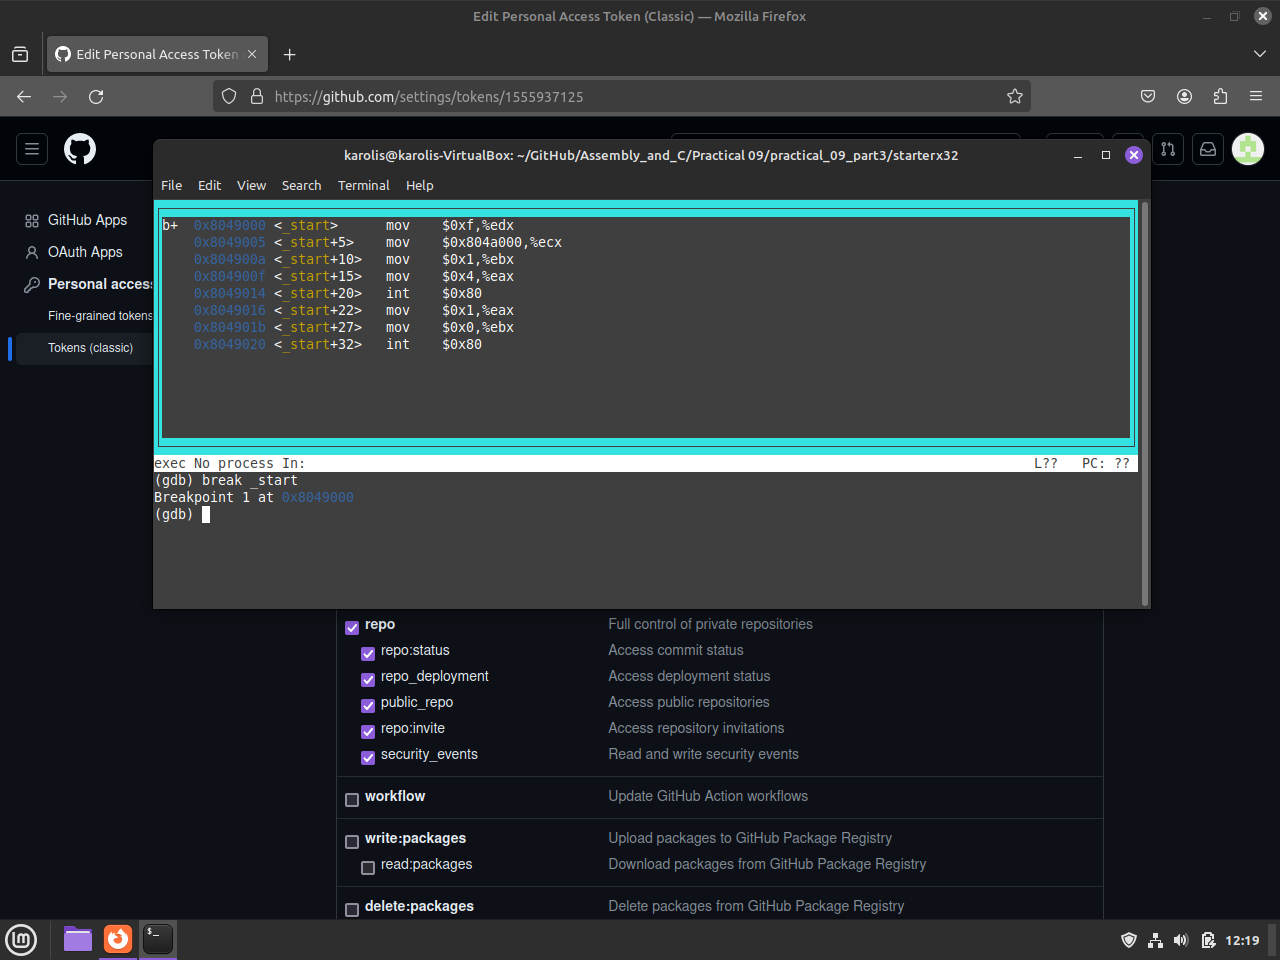 Edit Personal Access Token (Classic) — Mozilla Firefox
Edit Personal Access Token
https://github.com/settings/tokens/1555937125
karolis@karolis-VirtualBox: ~/GitHub/Assembly_and_C/Practical 09/practical_09_part3/starterx32
File Edit View Search Terminal Help
GitHub Apps
OAuth Apps
Personal access
Fine-grained tokens
Tokens (classic)
b+ 0x8049000 <_start> mov $0xf,%edx
0x8049005 <_start+5> mov $0x804a000,%ecx
0x804900a <_start+10> mov $0x1,%ebx
0x804900f <_start+15> mov $0x4,%eax
0x8049014 <_start+20> int $0x80
0x8049016 <_start+22> mov $0x1,%eax
0x804901b <_start+27> mov $0x0,%ebx
0x8049020 <_start+32> int $0x80
exec No process In: L?? PC: ??
(gdb) break _start
Breakpoint 1 at 0x8049000
(gdb)
repo Full control of private repositories
repo:status Access commit status
repo_deployment Access deployment status
public_repo Access public repositories
repo:invite Access repository invitations
security_events Read and write security events
workflow Update GitHub Action workflows
write:packages Upload packages to GitHub Package Registry
read:packages Download packages from GitHub Package Registry
delete:packages Delete packages from GitHub Package Registry
12:19